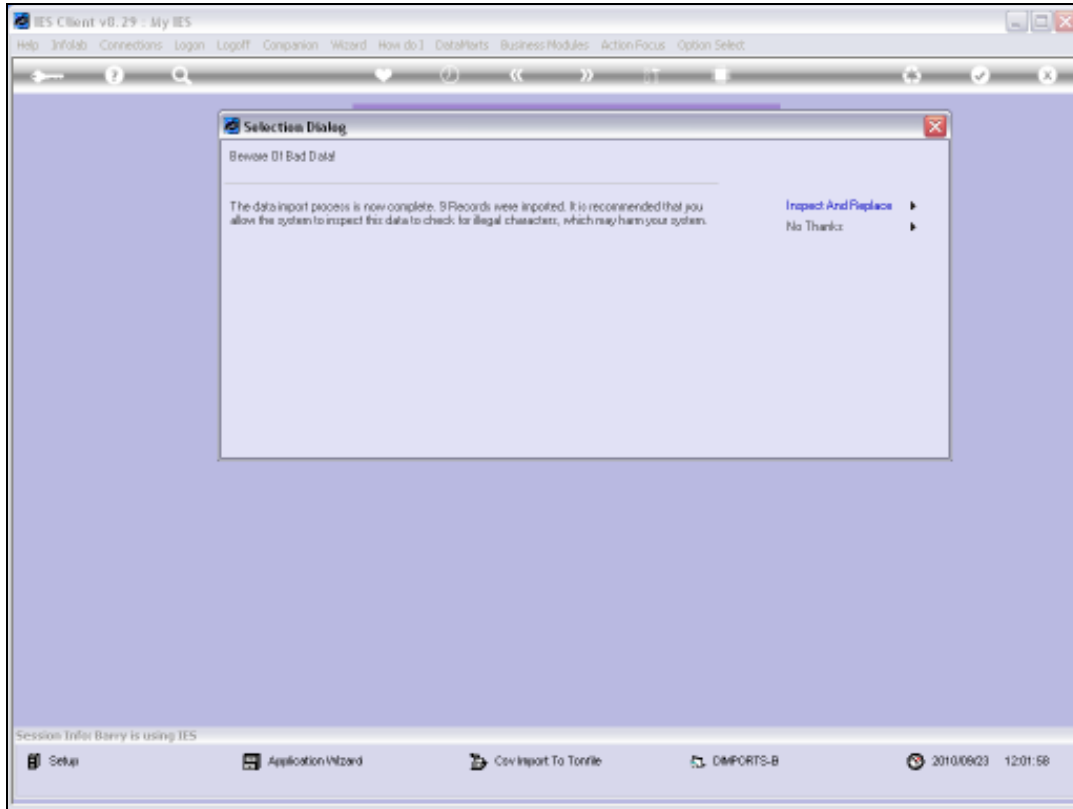 IES Client v8.29 : My IES
Help Infolab Connections Logon Logoff Companion Wizard How do I DataMarts Business Modules Action Focus Option Select
Selection Dialog
Beware Of Bad Data!
The data import process is now complete. 9 Records were imported. It is recommended that you
allow the system to inspect this data to check for illegal characters, which may harm your system.
Inspect And Replace
No Thanks
Session Info: Barry is using IES
Setup Application Wizard Csv Import To Tomfile DIMPORTS-B 2010/09/23 12:01:58